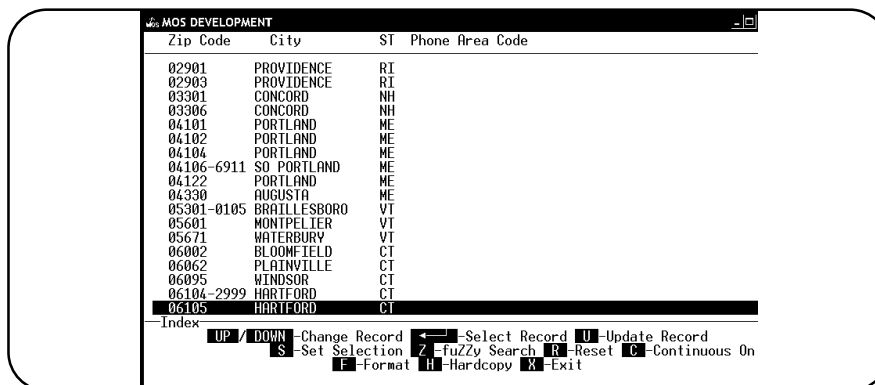 Mos MOS DEVELOPMENT
Zip Code City ST Phone Area Code
02901 PROVIDENCE RI
02903 PROVIDENCE RI
03301 CONCORD NH
03306 CONCORD NH
04101 PORTLAND ME
04102 PORTLAND ME
04104 PORTLAND ME
04106-6911 SO PORTLAND ME
04122 PORTLAND ME
04330 AUGUSTA ME
05301-0105 BRAILLESBORO VT
05601 MONTPELIER VT
05671 WATERBURY VT
06002 BLOOMFIELD CT
06062 PLAINVILLE CT
06095 WINDSOR CT
06104-2999 HARTFORD CT
06105 HARTFORD CT
Index
UP / DOWN -Change Record -Select Record U -Update Record
S -Set Selection Z -fuZZy Search R -Reset C -Continuous On
F -Format H -Hardcopy X -Exit